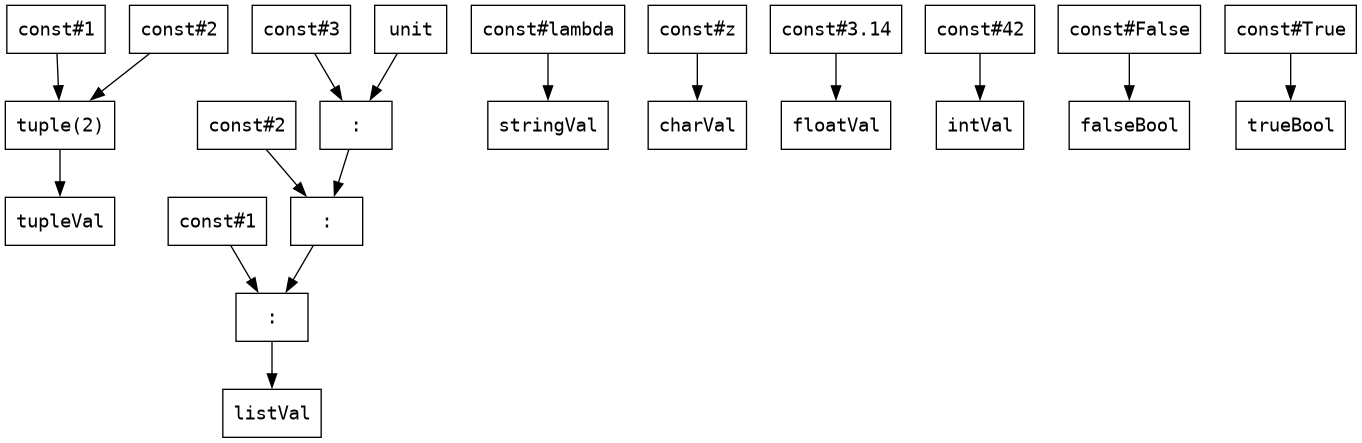 const#1 const#2 const#3 unit const#lambda const#z const#3.14 const#42 const#False const#True
tuple(2) const#2 : stringVal charVal floatVal intVal falseBool trueBool
tupleVal const#1 :
:
listVal